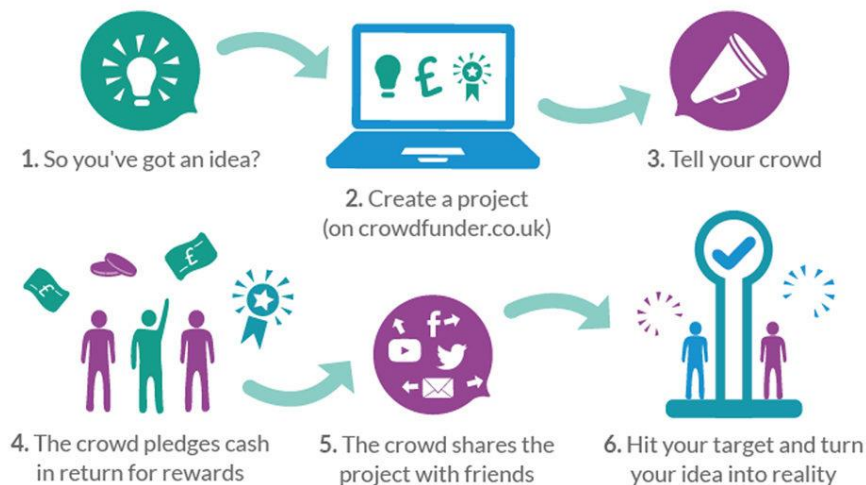 1. So you've got an idea?
£
2. Create a project
(on crowdfunder.co.uk)
3. Tell your crowd
£
£
4. The crowd pledges cash
in return for rewards
f
5. The crowd shares the
project with friends
6. Hit your target and turn
your idea into reality